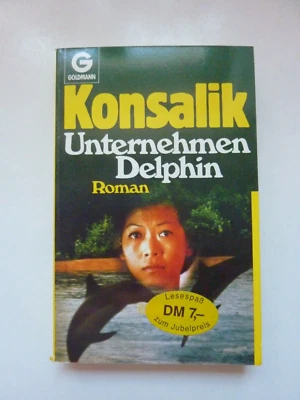 G
GOLDMANN
Konsalik
Unternehmen
Delphin
Roman
Lesespaß
DM 7,-
zum Jubelpreis